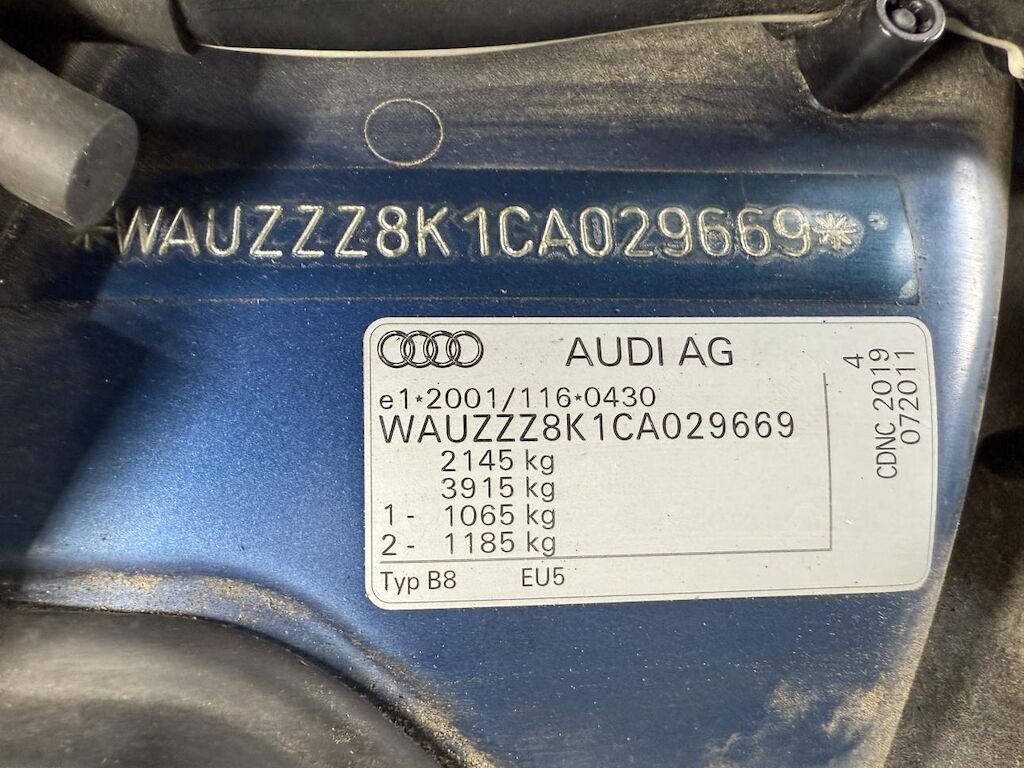 *WAUZZZ8K1CA029669*
AUDI AG
e1*2001/116*0430
WAUZZZ8K1CA029669
2145 kg
3915 kg
1 - 1065 kg
2 - 1185 kg
Typ B8 EU5
4
CDNC 2019
072011